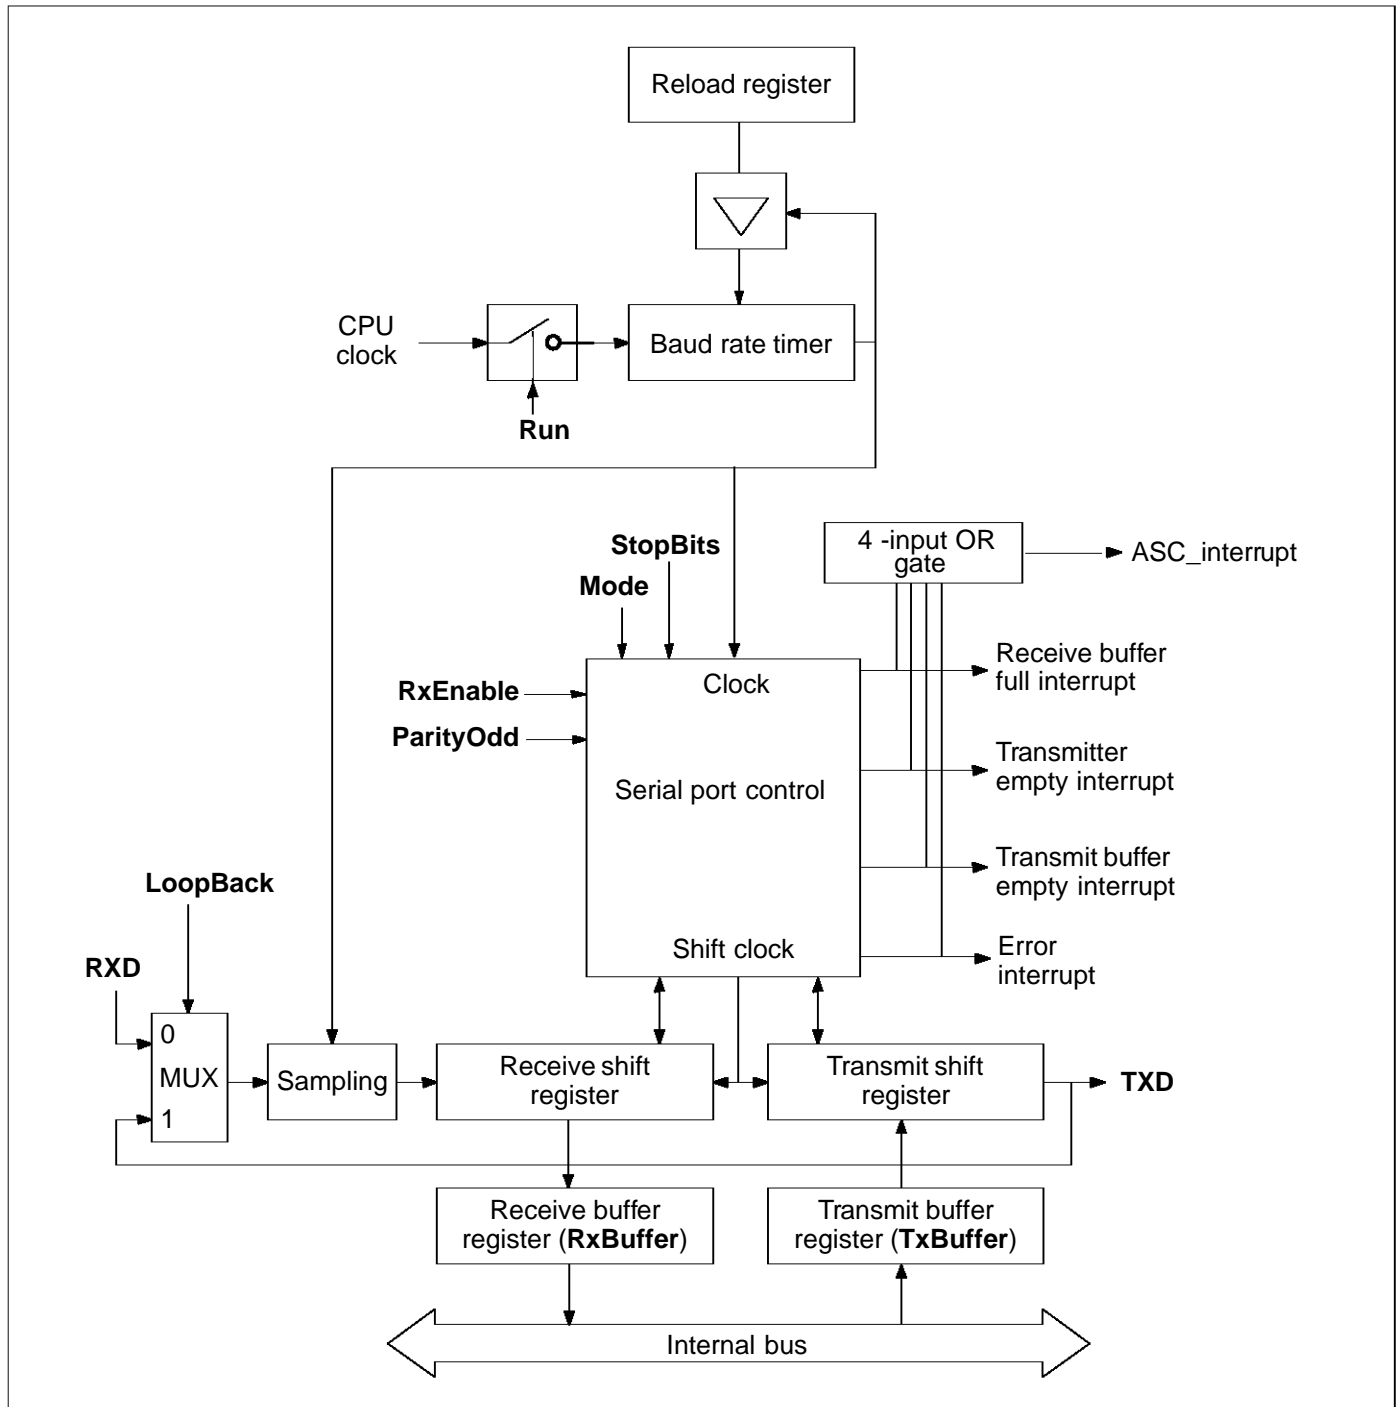 Reload register
CPU
clock
Baud rate timer
Run
StopBits
Mode
4 -input OR
gate
ASC_interrupt
RxEnable
ParityOdd
Clock
Serial port control
Shift clock
Receive buffer
full interrupt
Transmitter
empty interrupt
Transmit buffer
empty interrupt
Error
interrupt
LoopBack
RXD
0
MUX
1
Sampling
Receive shift
register
Transmit shift
register
TXD
Receive buffer
register (RxBuffer)
Transmit buffer
register (TxBuffer)
Internal bus